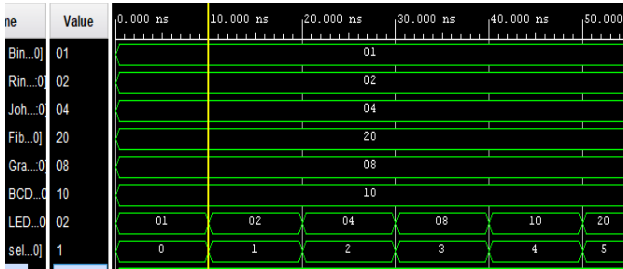 ne Value 0.000 ns 10.000 ns 20.000 ns 30.000 ns 40.000 ns 50.000
Bin...0] 01 01
Rin...:0] 02 02
Joh...:0] 04 04
Fib...0] 20 20
Gra...:0] 08 08
BCD...0 10 10
LED...0 02 01 02 04 08 10 20
sel...0] 1 0 1 2 3 4 5